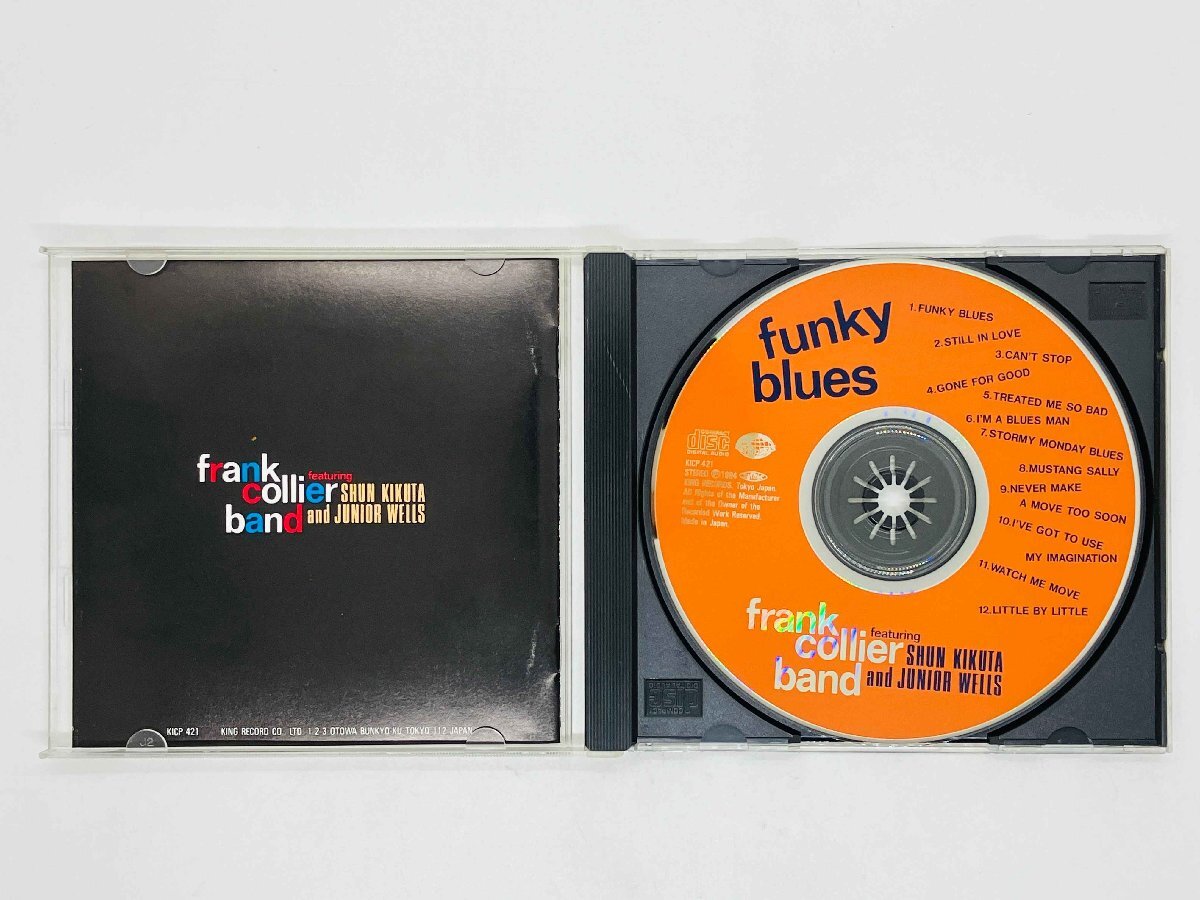 frank
collier featuring SHUN KIKUTA
band and JUNIOR WELLS
KICP 421 KING RECORD CO., LTD. 1 2 3 OTOWA BUNKYO KU TOKYO 112 JAPAN
J2
funky
blues
1.FUNKY BLUES
2.STILL IN LOVE
3.CAN'T STOP
4.GONE FOR GOOD
5.TREATED ME SO BAD
6.I'M A BLUES MAN
7.STORMY MONDAY BLUES
8.MUSTANG SALLY
9.NEVER MAKE
A MOVE TOO SOON
10.I'VE GOT TO USE
MY IMAGINATION
11.WATCH ME MOVE
12.LITTLE BY LITTLE
COMPACT
disc
DIGITAL AUDIO
KICP 421
STEREO Ⓟ1994
KING RECORDS, Tokyo Japan.
All Rights of the Manufacturer
and of the Owner of the
Recorded Work Reserved.
Made in Japan.
frank
collier featuring SHUN KIKUTA
band and JUNIOR WELLS